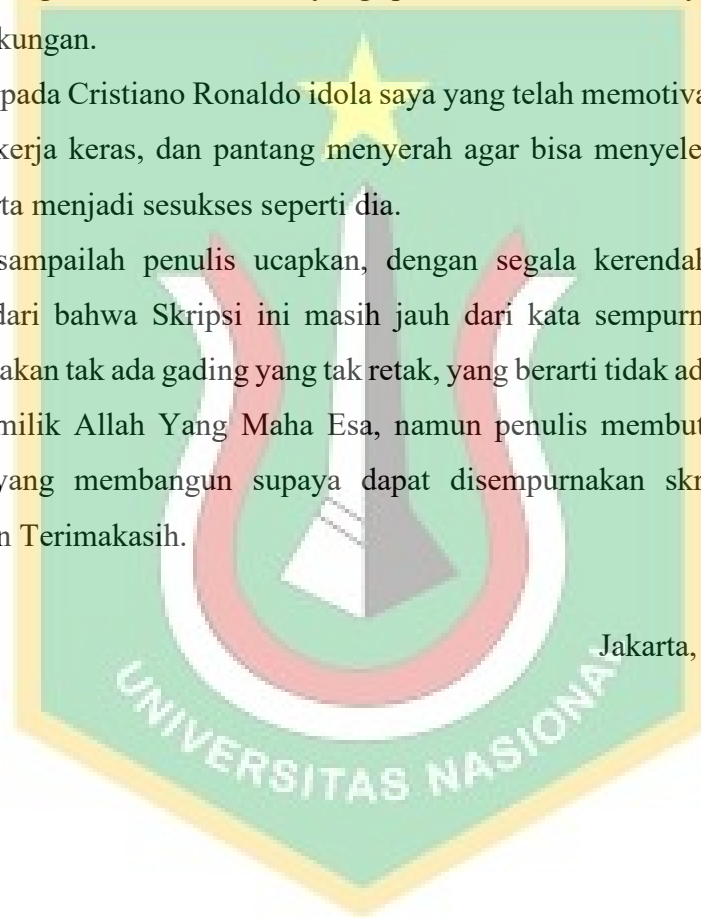 kungan.
pada Cristiano Ronaldo idola saya yang telah memotiva
kerja keras, dan pantang menyerah agar bisa menyele
ta menjadi sesukses seperti dia.
sampailah penulis ucapkan, dengan segala kerendah
dari bahwa Skripsi ini masih jauh dari kata sempurn
akan tak ada gading yang tak retak, yang berarti tidak ad
milik Allah Yang Maha Esa, namun penulis membut
yang membangun supaya dapat disempurnakan skr
n Terimakasih.
Jakarta,
UNIVERSITAS NASIONAL